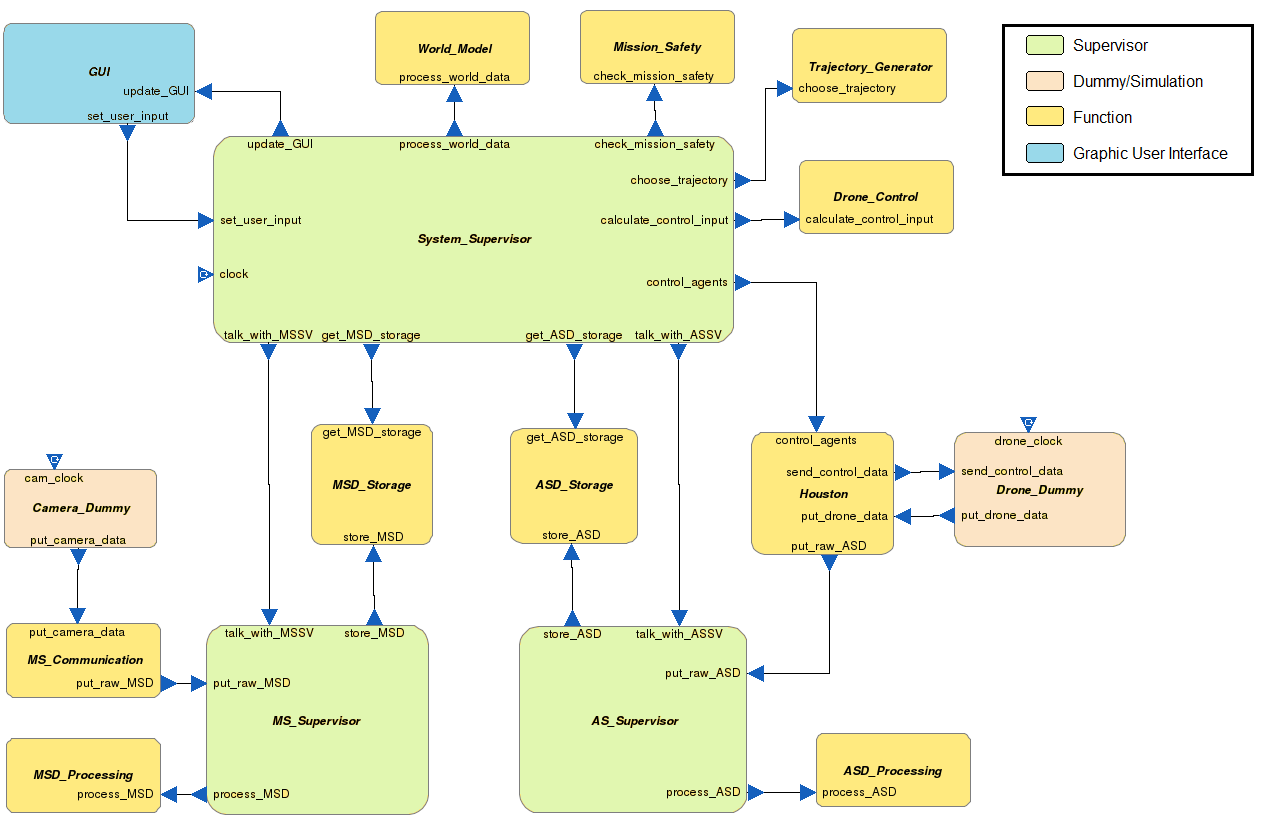 GUI
update_GUI
set_user_input
World_Model
process_world_data
Mission_Safety
check_mission_safety
Trajectory_Generator
choose_trajectory
Supervisor
Dummy/Simulation
Function
Graphic User Interface
update_GUI
process_world_data
check_mission_safety
choose_trajectory
set_user_input
calculate_control_input
System_Supervisor
clock
control_agents
talk_with_MSSV
get_MSD_storage
get_ASD_storage
talk_with_ASSV
Drone_Control
calculate_control_input
get_MSD_storage
MSD_Storage
store_MSD
get_ASD_storage
ASD_Storage
store_ASD
control_agents
send_control_data
Houston
put_drone_data
put_raw_ASD
drone_clock
send_control_data
Drone_Dummy
put_drone_data
cam_clock
Camera_Dummy
put_camera_data
put_camera_data
MS_Communication
put_raw_MSD
talk_with_MSSV
store_MSD
put_raw_MSD
MS_Supervisor
process_MSD
store_ASD
talk_with_ASSV
put_raw_ASD
AS_Supervisor
process_ASD
MSD_Processing
process_MSD
ASD_Processing
process_ASD